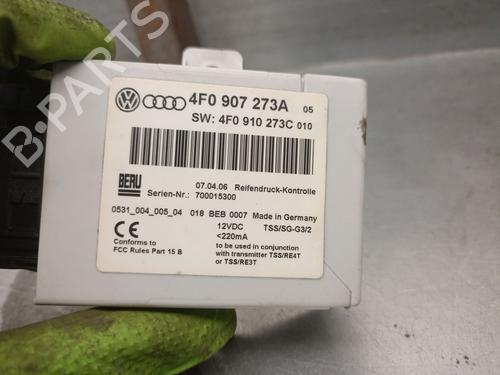 4F0 907 273A 05
SW: 4F0 910 273C 010
BERU
07.04.06 Reifendruck-Kontrolle
Serien-Nr.: 700015300
0531_004_005_04 018 BEB 0007 Made in Germany
CE
12VDC TSS/SG-G3/2
<220mA
Conforms to
FCC Rules Part 15 B
to be used in conjunction
with transmitter TSS/RE4T
or TSS/RE3T
B-PARTS